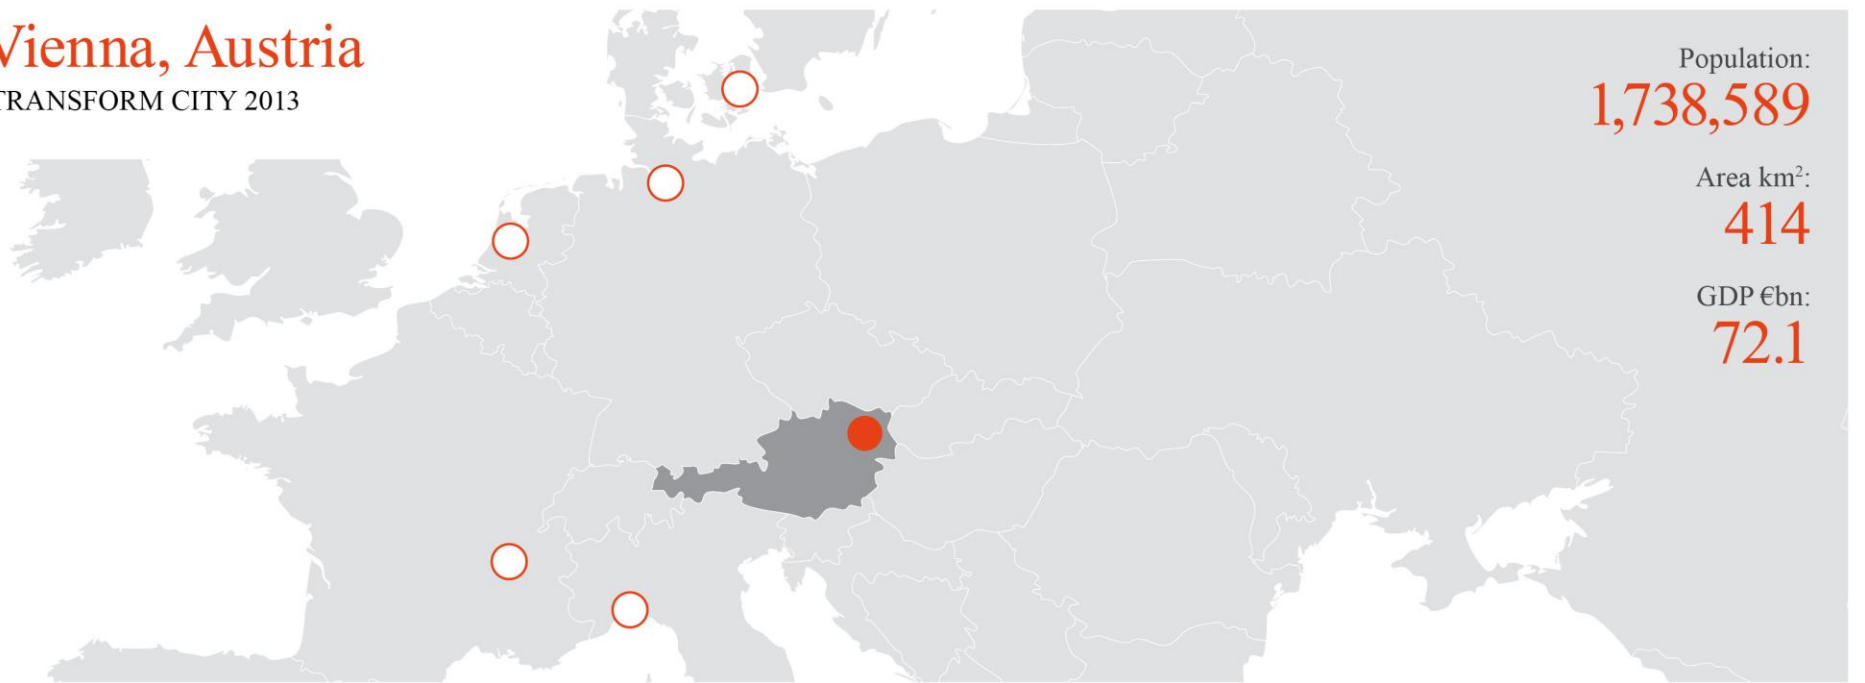 Vienna, Austria
TRANSFORM CITY 2013
Population:
1,738,589
Area km²:
414
GDP €bn:
72.1